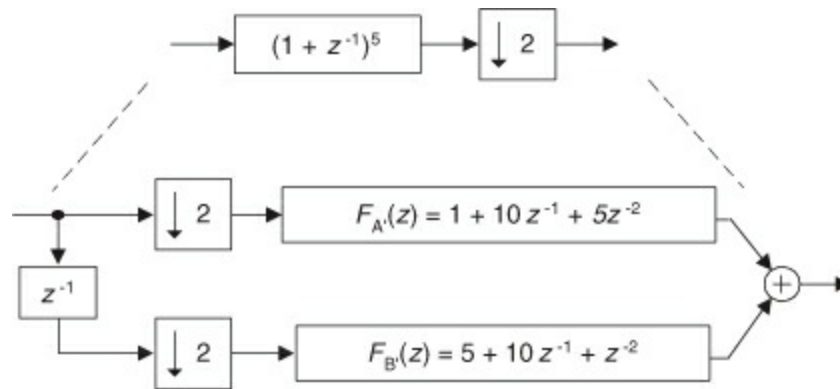 (1 + z⁻¹)⁵
2
2
F_A'(z) = 1 + 10 z⁻¹ + 5z⁻²
z⁻¹
+
2
F_B'(z) = 5 + 10 z⁻¹ + z⁻²